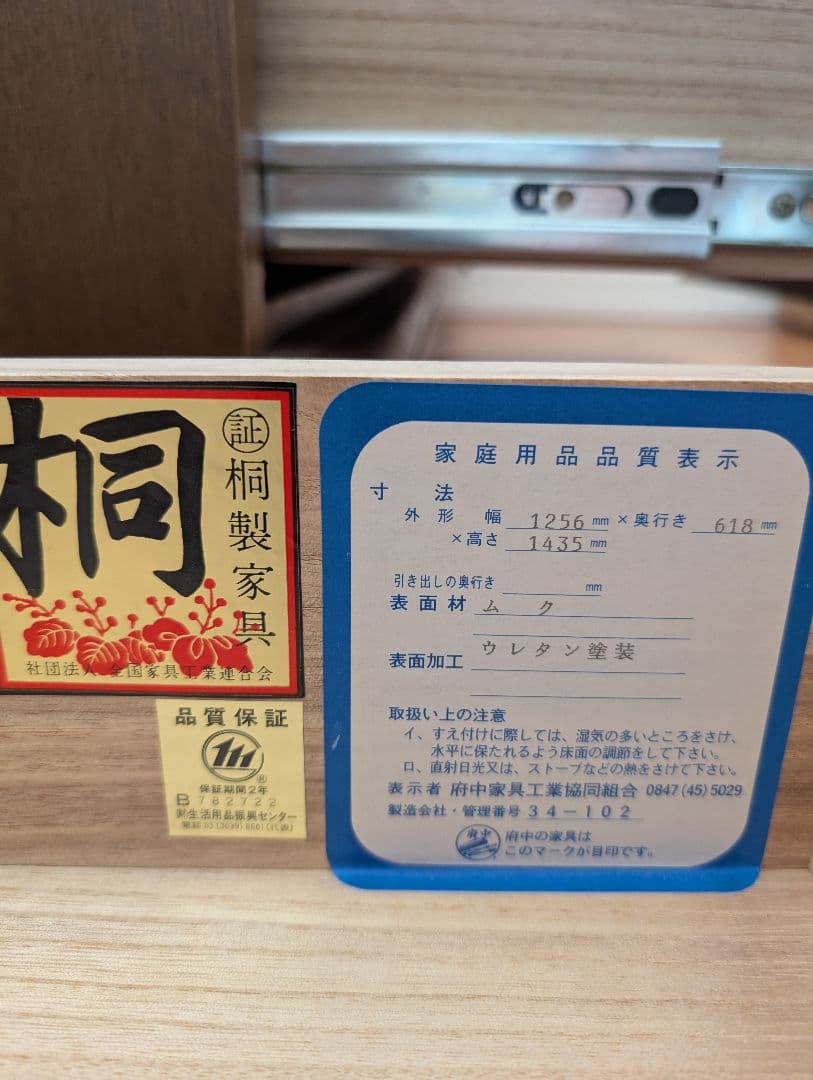 桐
証
桐製家具
社団法人 全国家具工業連合会
品質保証
®
保証期間2年
B 782722
㈶生活用品振興センター
電話 03 (3639) 8881 (代表)
家庭用品品質表示
寸法
外形 幅 1256 mm × 奥行き 618 mm
×高さ 1435 mm
引き出しの奥行き mm
表面材 ムク
表面加工 ウレタン塗装
取扱い上の注意
イ、すえ付けに際しては、湿気の多いところをさけ、
水平に保たれるよう床面の調節をして下さい。
ロ、直射日光又は、ストーブなどの熱をさけて下さい。
表示者 府中家具工業協同組合 0847(45)5029
製造会社・管理番号 34-102
府中
府中の家具は
このマークが目印です。